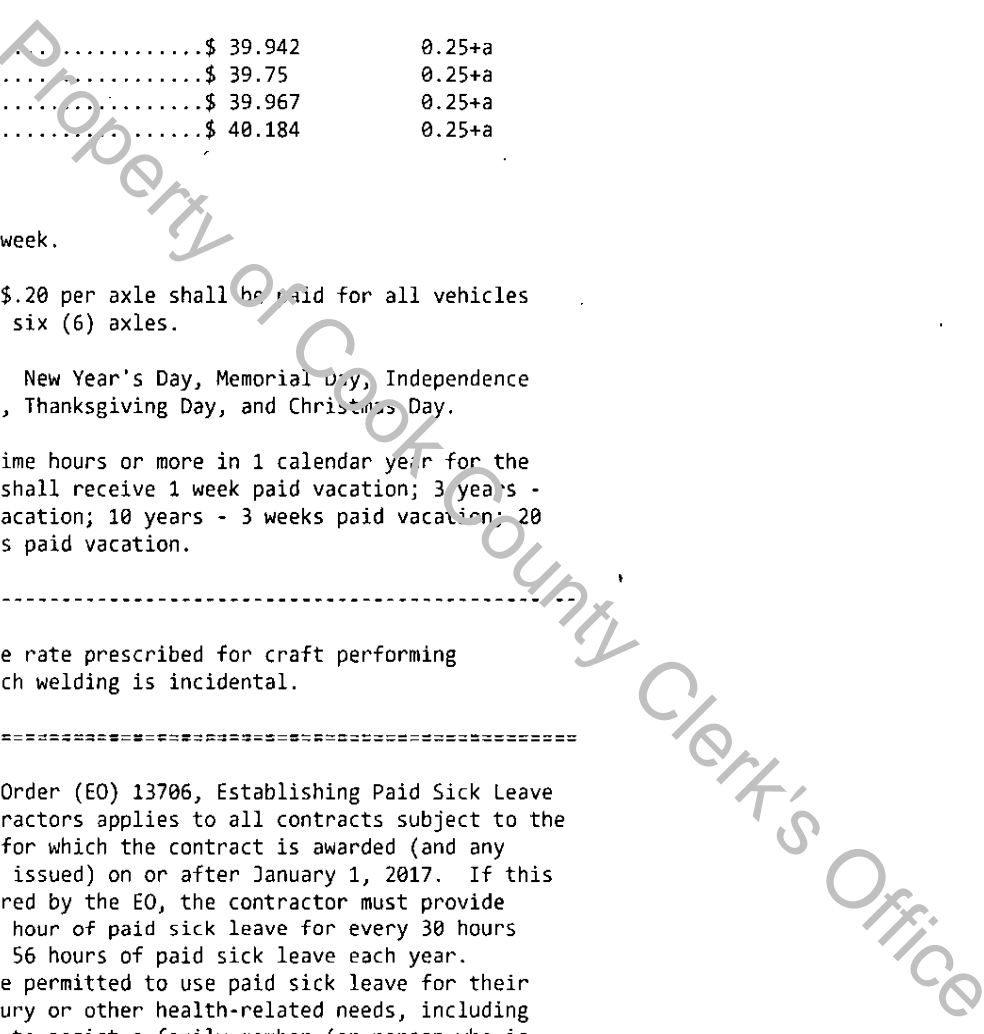 .................$ 39.942 0.25+a
.................$ 39.75 0.25+a
.................$ 39.967 0.25+a
.................$ 40.184 0.25+a
week.
$.20 per axle shall be paid for all vehicles
six (6) axles.
New Year's Day, Memorial Day, Independence
, Thanksgiving Day, and Christmas Day.
ime hours or more in 1 calendar year for the
shall receive 1 week paid vacation; 3 years -
acation; 10 years - 3 weeks paid vacation; 20
s paid vacation.
------------------------------------------------
e rate prescribed for craft performing
ch welding is incidental.
================================================
Order (EO) 13706, Establishing Paid Sick Leave
ractors applies to all contracts subject to the
for which the contract is awarded (and any
issued) on or after January 1, 2017. If this
red by the EO, the contractor must provide
hour of paid sick leave for every 30 hours
56 hours of paid sick leave each year.
e permitted to use paid sick leave for their
ury or other health-related needs, including
to assist a family member (or person who is
Property of Cook County Clerk's Office